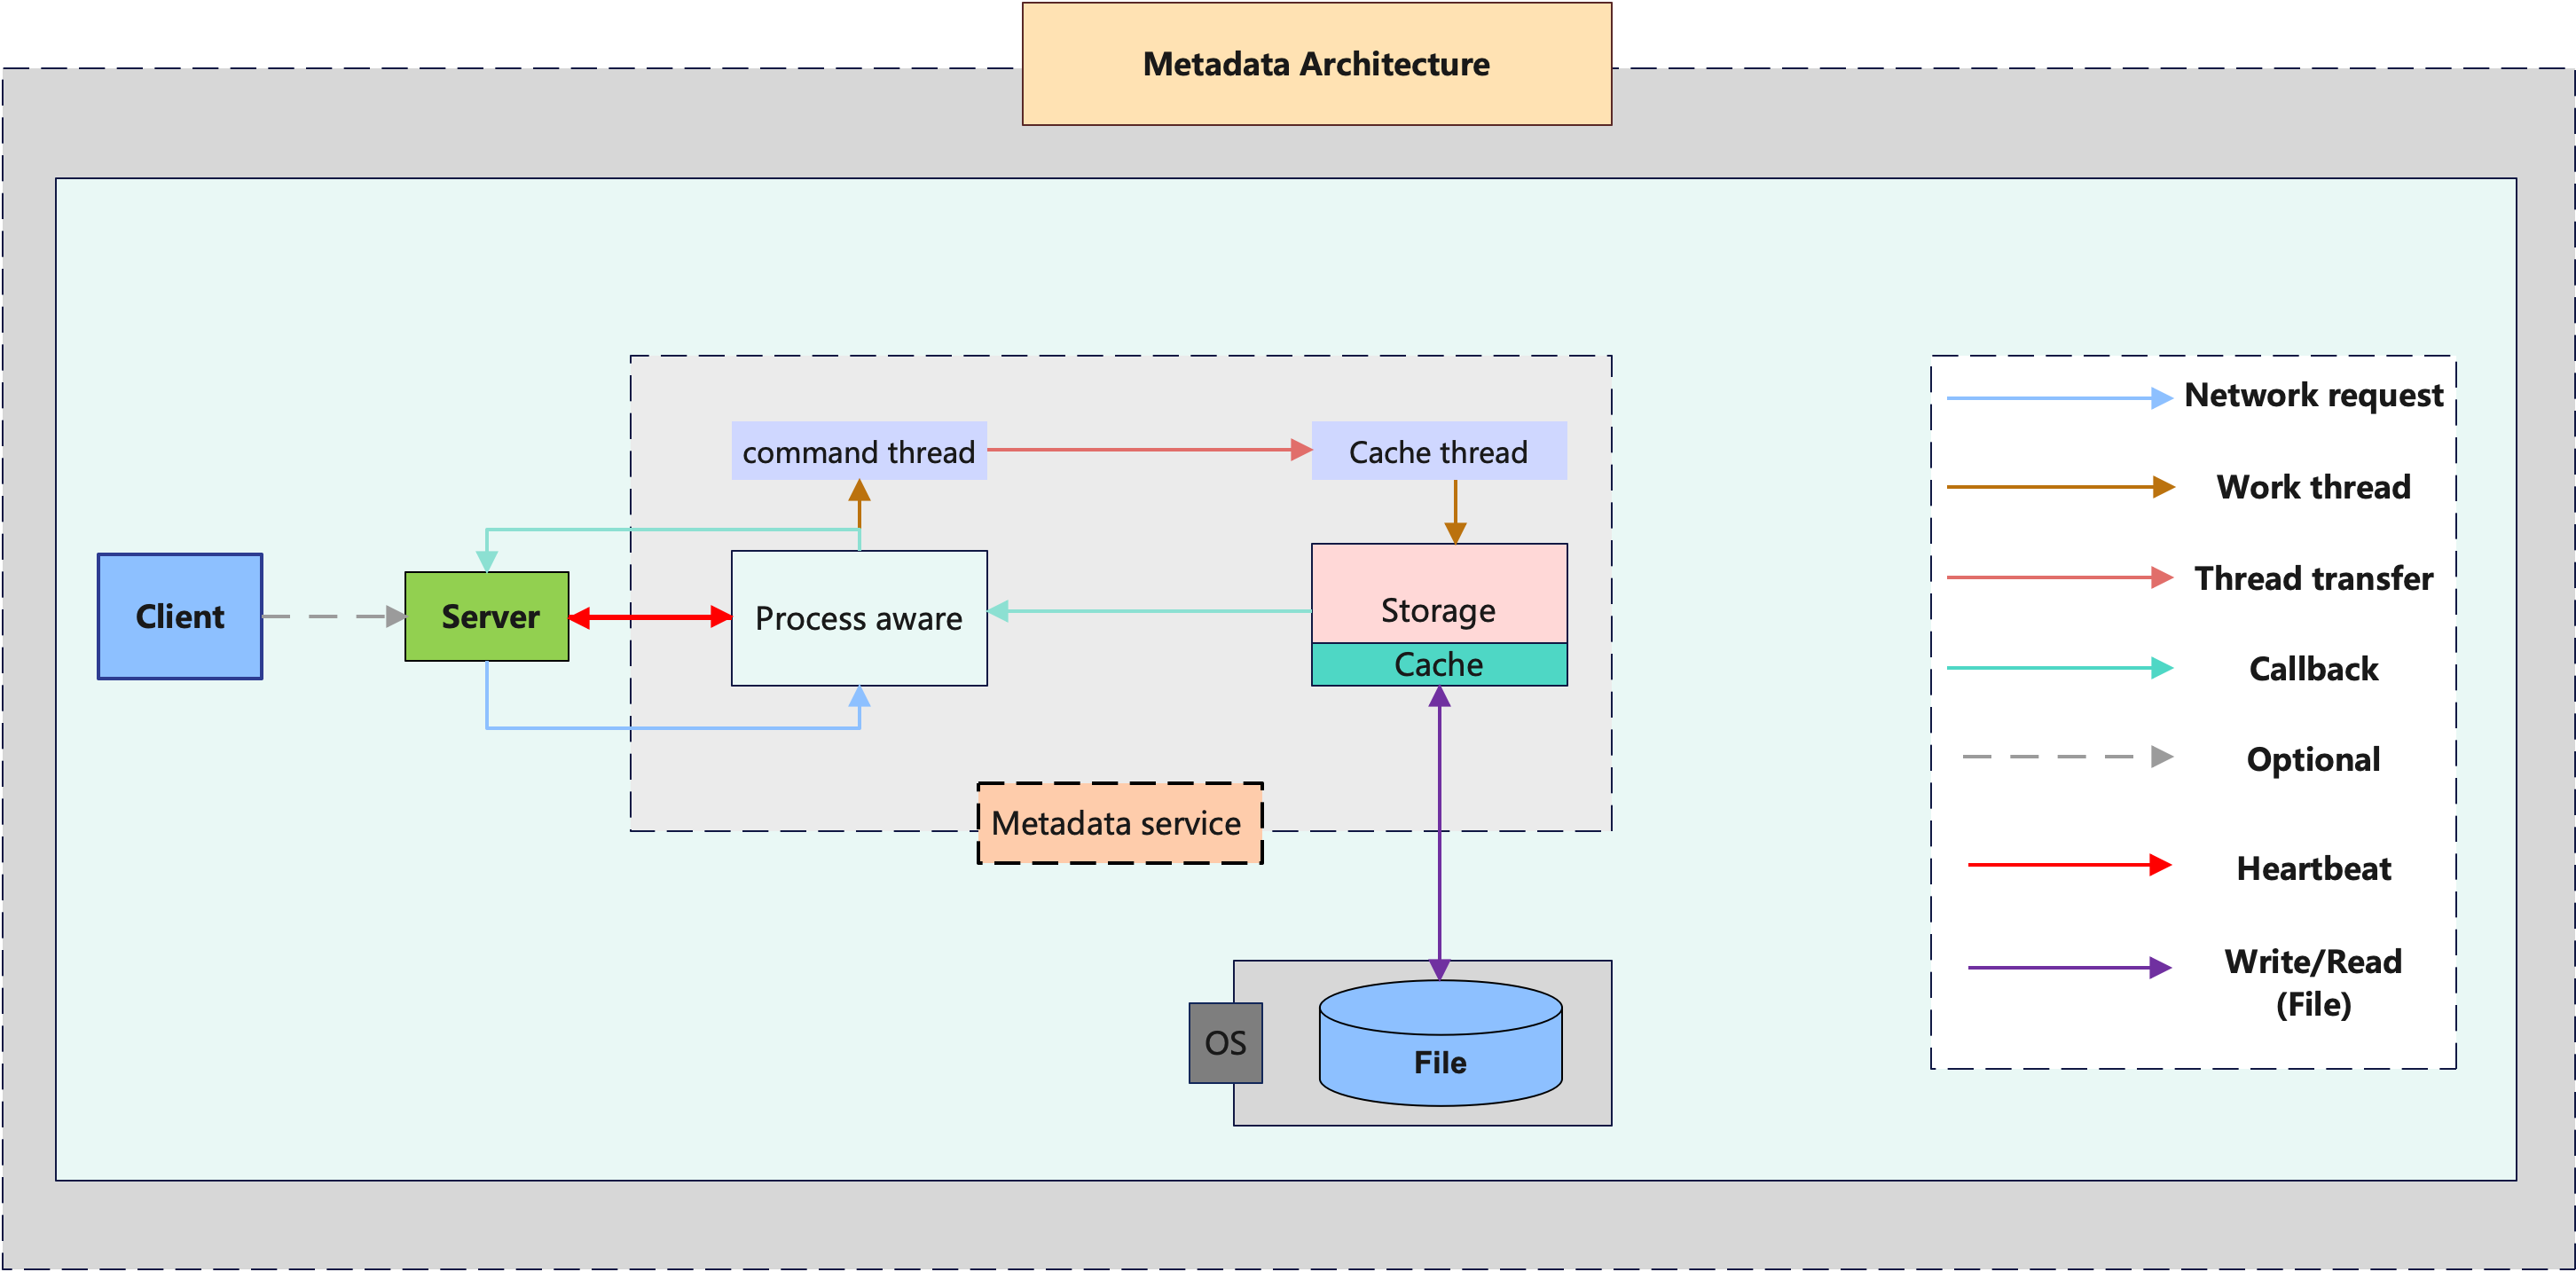 Metadata Architecture
command thread
Cache thread
Client
Server
Process aware
Storage
Cache
Metadata service
OS
File
Network request
Work thread
Thread transfer
Callback
Optional
Heartbeat
Write/Read
(File)